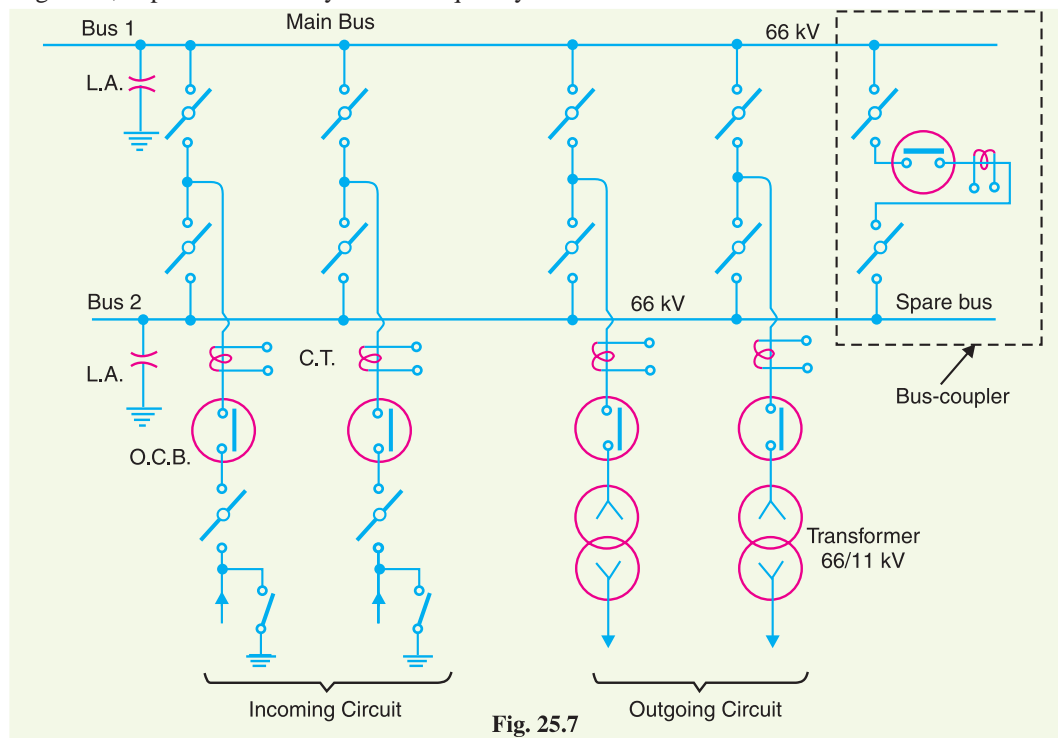 Bus 1
Main Bus
66 kV
L.A.
Bus 2
66 kV
Spare bus
L.A.
C.T.
Bus-coupler
O.C.B.
Transformer
66/11 kV
Incoming Circuit
Outgoing Circuit
Fig. 25.7